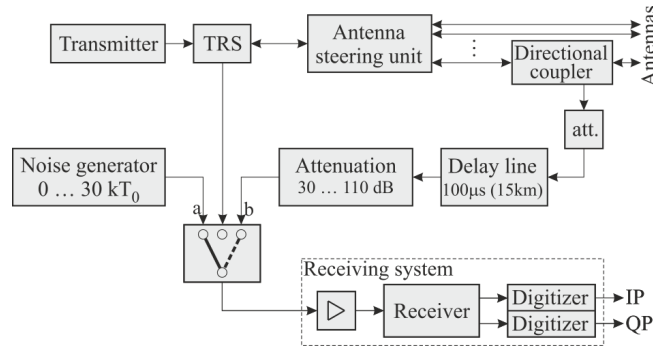 Transmitter
TRS
Antenna
steering unit
Directional
coupler
Antennas
att.
Noise generator
0 ... 30 kT₀
Attenuation
30 ... 110 dB
Delay line
100μs (15km)
a
b
Receiving system
Receiver
Digitizer
IP
Digitizer
QP